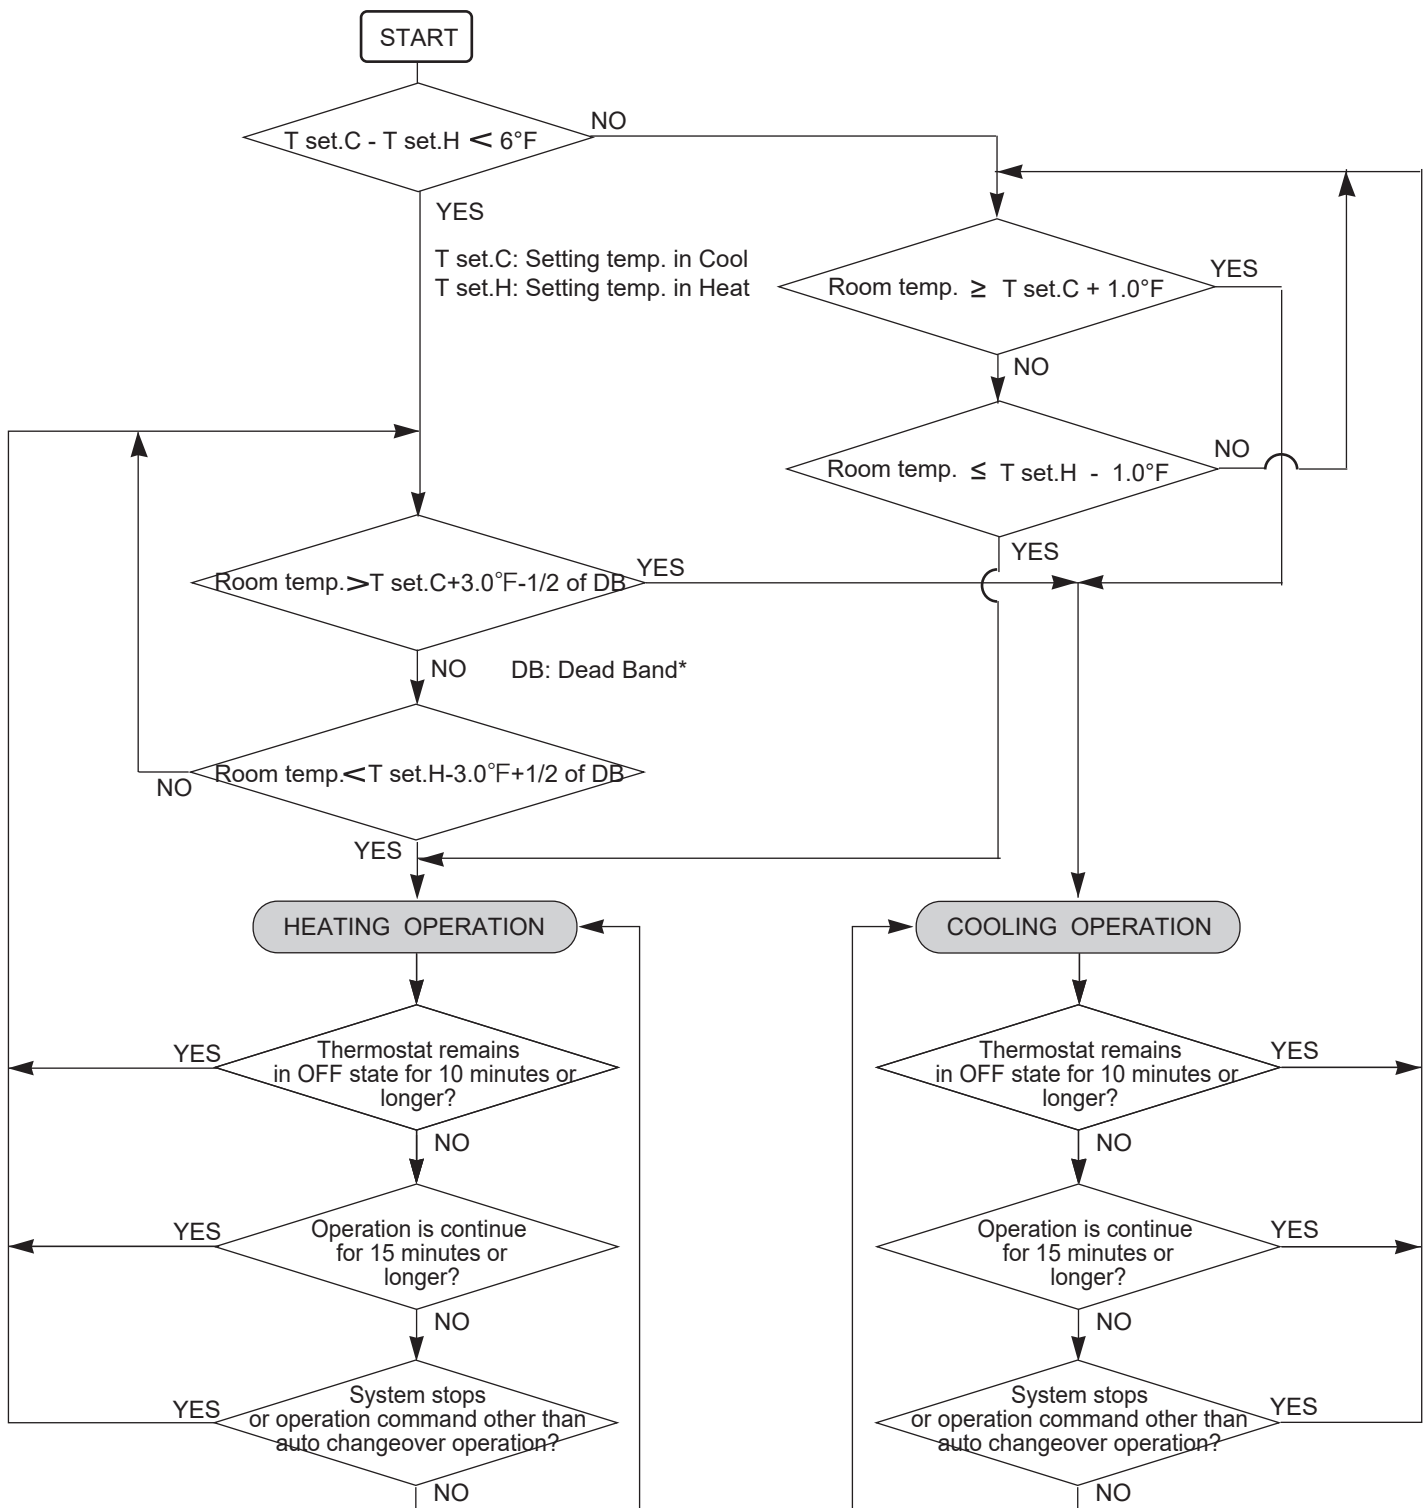 START
T set.C - T set.H < 6°F
NO
YES
T set.C: Setting temp. in Cool
T set.H: Setting temp. in Heat
Room temp. ≥ T set.C + 1.0°F
YES
NO
Room temp. ≤ T set.H - 1.0°F
NO
YES
Room temp.>T set.C+3.0°F-1/2 of DB
YES
NO
DB: Dead Band*
Room temp.<T set.H-3.0°F+1/2 of DB
NO
YES
HEATING OPERATION
COOLING OPERATION
YES
Thermostat remains
in OFF state for 10 minutes or
longer?
NO
Thermostat remains
in OFF state for 10 minutes or
longer?
YES
NO
YES
Operation is continue
for 15 minutes or
longer?
NO
Operation is continue
for 15 minutes or
longer?
YES
NO
YES
System stops
or operation command other than
auto changeover operation?
NO
System stops
or operation command other than
auto changeover operation?
YES
NO